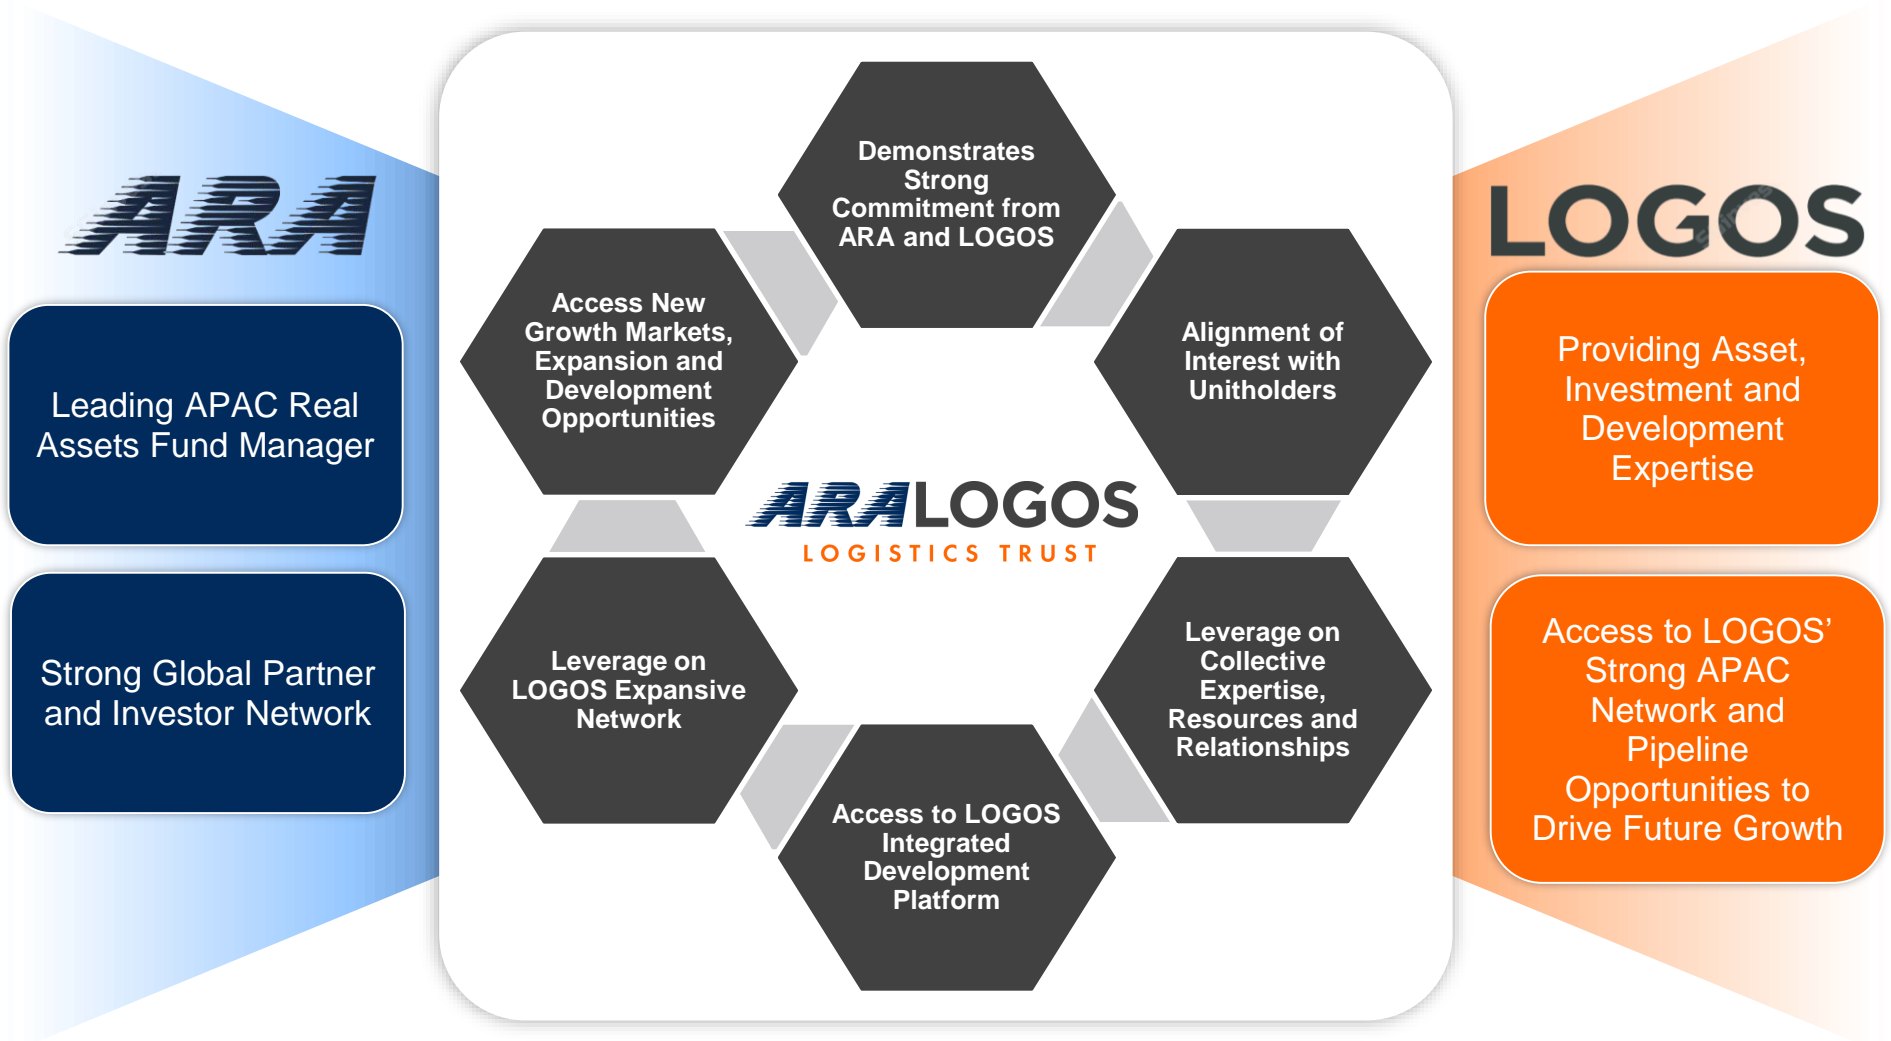 ARA
Leading APAC Real
Assets Fund Manager
Strong Global Partner
and Investor Network
Demonstrates
Strong
Commitment from
ARA and LOGOS
Alignment of
Interest with
Unitholders
Leverage on
Collective
Expertise,
Resources and
Relationships
Access to LOGOS
Integrated
Development
Platform
Leverage on
LOGOS Expansive
Network
Access New
Growth Markets,
Expansion and
Development
Opportunities
ARA LOGOS
LOGISTICS TRUST
LOGOS
Providing Asset,
Investment and
Development
Expertise
Access to LOGOS’
Strong APAC
Network and
Pipeline
Opportunities to
Drive Future Growth